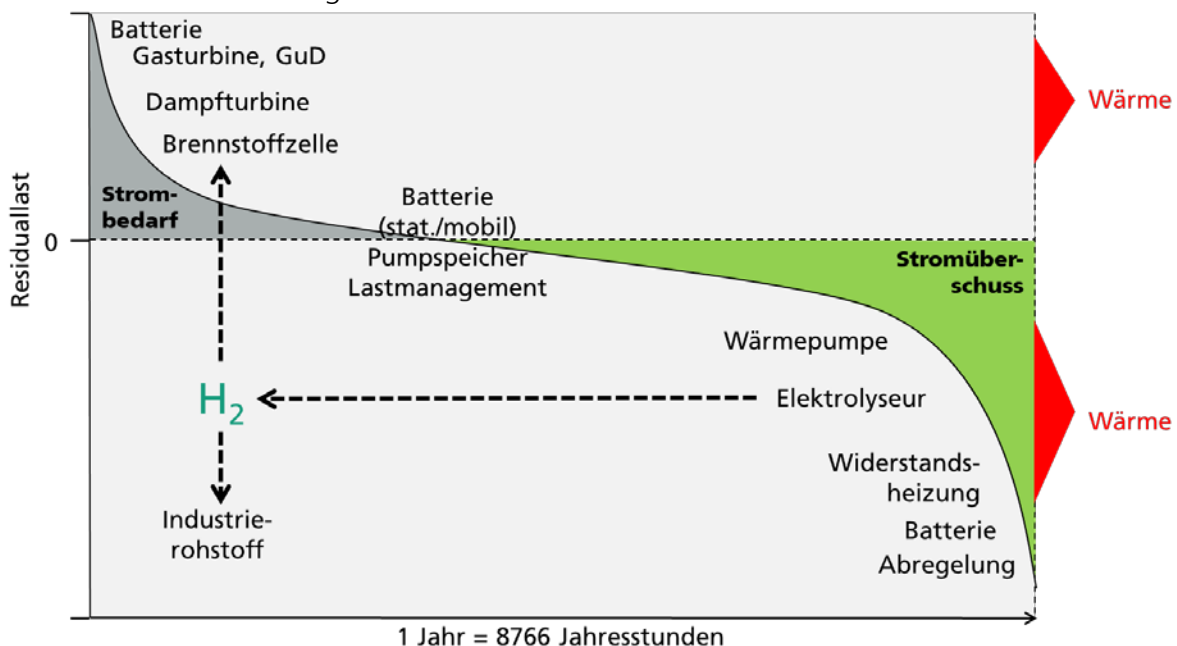 Batterie
Gasturbine, GuD
Dampfturbine
Brennstoffzelle
Wärme
Strom-
bedarf
Batterie
(stat./mobil)
Residuallast
0
Pumpspeicher
Lastmanagement
Stromüber-
schuss
Wärmepumpe
H2
Elektrolyseur
Wärme
Widerstands-
heizung
Industrie-
rohstoff
Batterie
Abregelung
1 Jahr = 8766 Jahresstunden